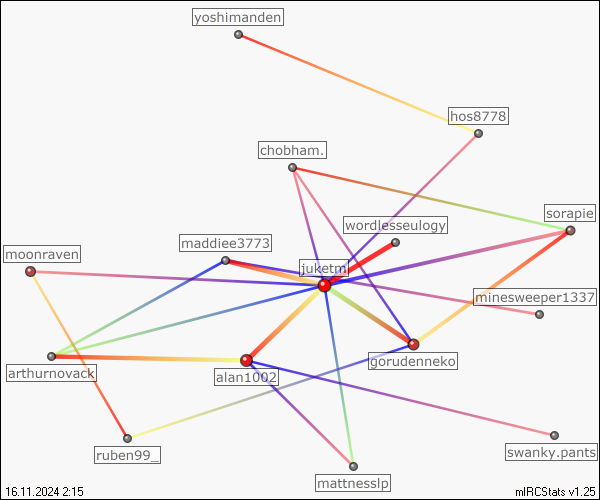 yoshimanden
hos8778
chobham.
sorapie
wordlesseulogy
maddiee3773
moonraven
juketm
minesweeper1337
gorudenneko
arthurnovack
alan1002
ruben99_
swanky.pants
mattnesslp
16.11.2024 2:15
mIRCStats v1.25